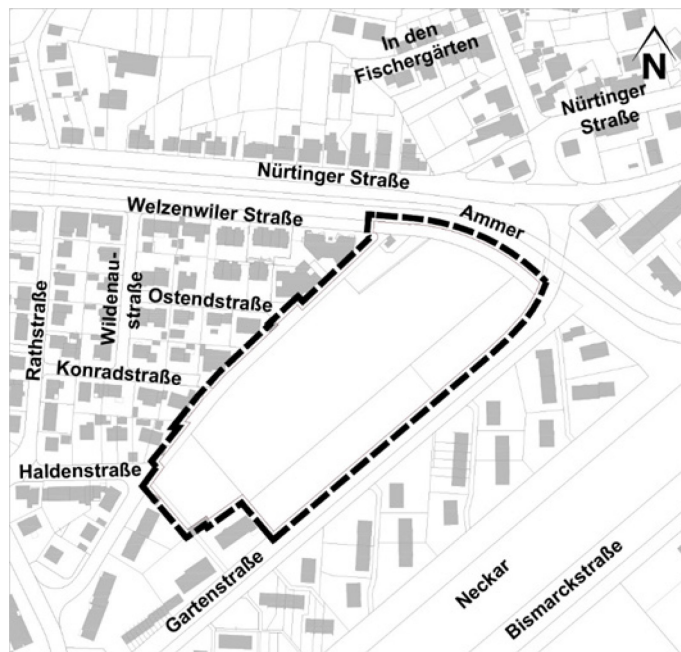 In den
Fischergärten
N
Nürtinger
Straße
Nürtinger Straße
Welzenwiler Straße
Ammer
Rathstraße
Wildenau-
straße
Ostendstraße
Konradstraße
Haldenstraße
Gartenstraße
Neckar
Bismarckstraße